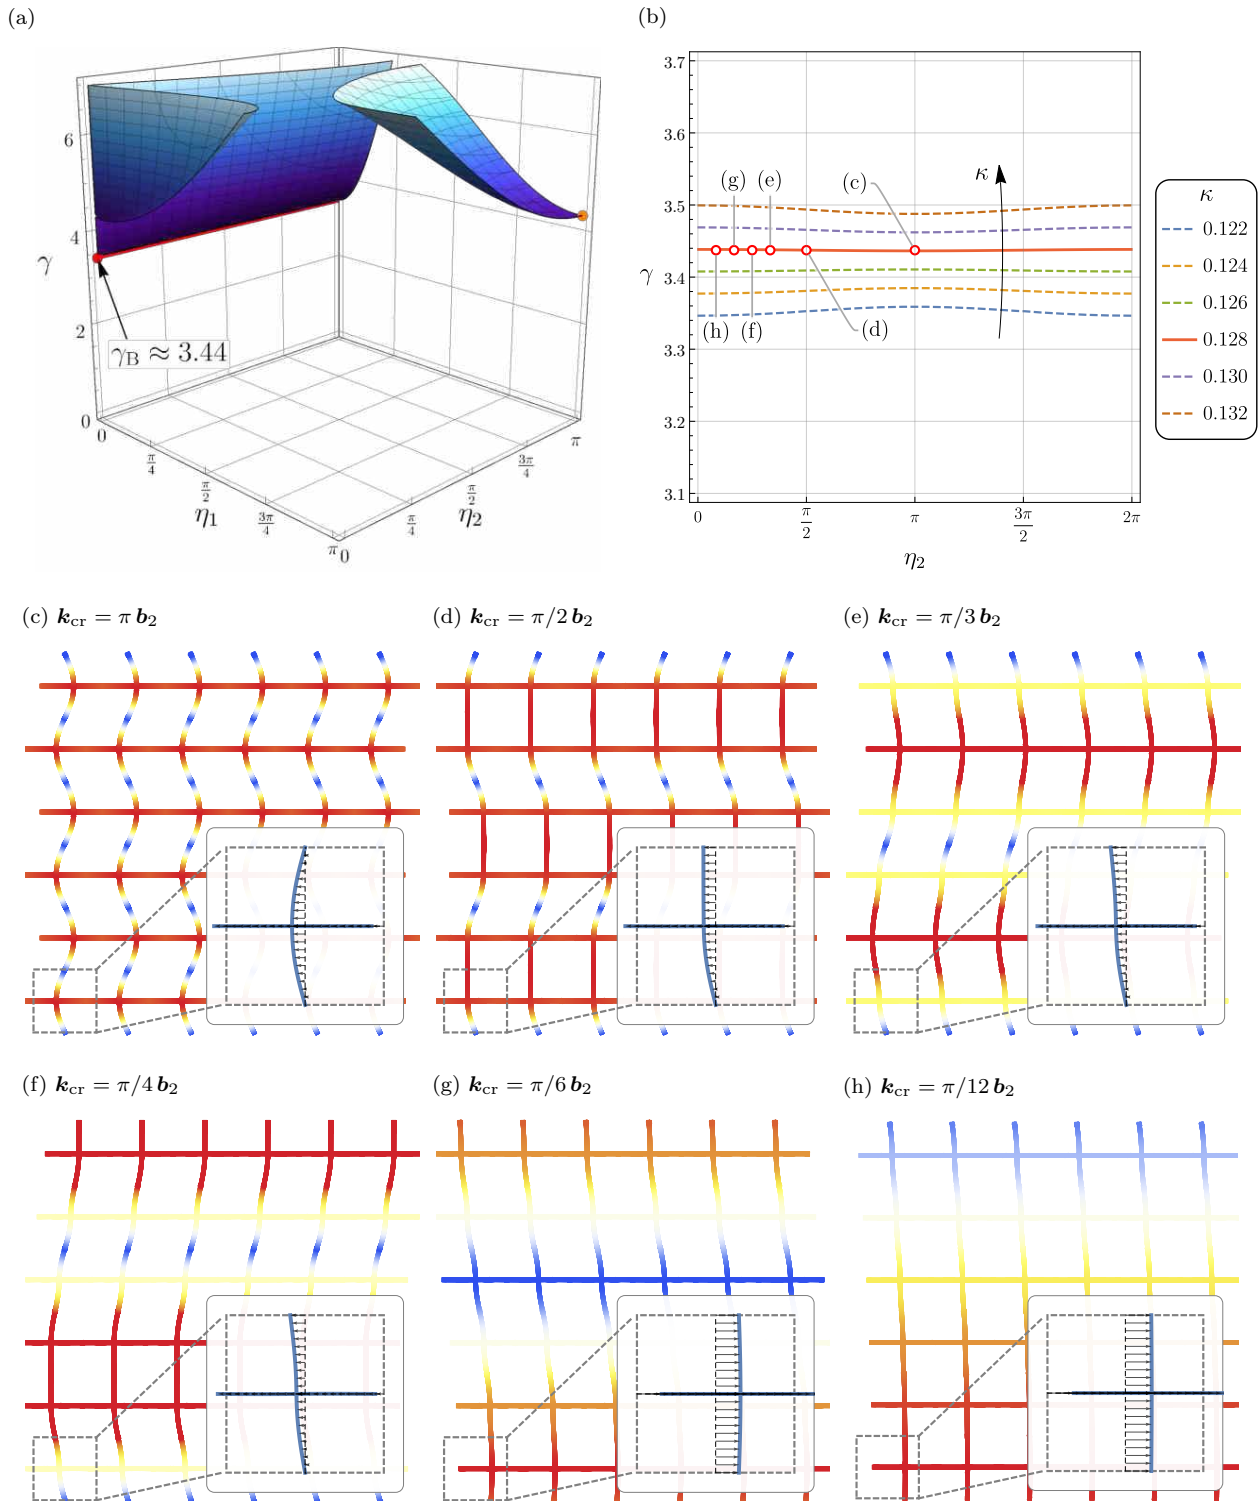 (a)
6
4
γ
2
0
γB ≈ 3.44
0
π/4
π/2
η1
3π/4
π
0
π/4
π/2
η2
3π/4
π
(b)
3.7
3.6
3.5
3.4
3.3
3.2
3.1
γ
(g) (e) (c) κ
(h) (f) (d)
0 π/2 π 3π/2 2π
η2
κ
0.122
0.124
0.126
0.128
0.130
0.132
(c) kcr = π b2
(d) kcr = π/2 b2
(e) kcr = π/3 b2
(f) kcr = π/4 b2
(g) kcr = π/6 b2
(h) kcr = π/12 b2